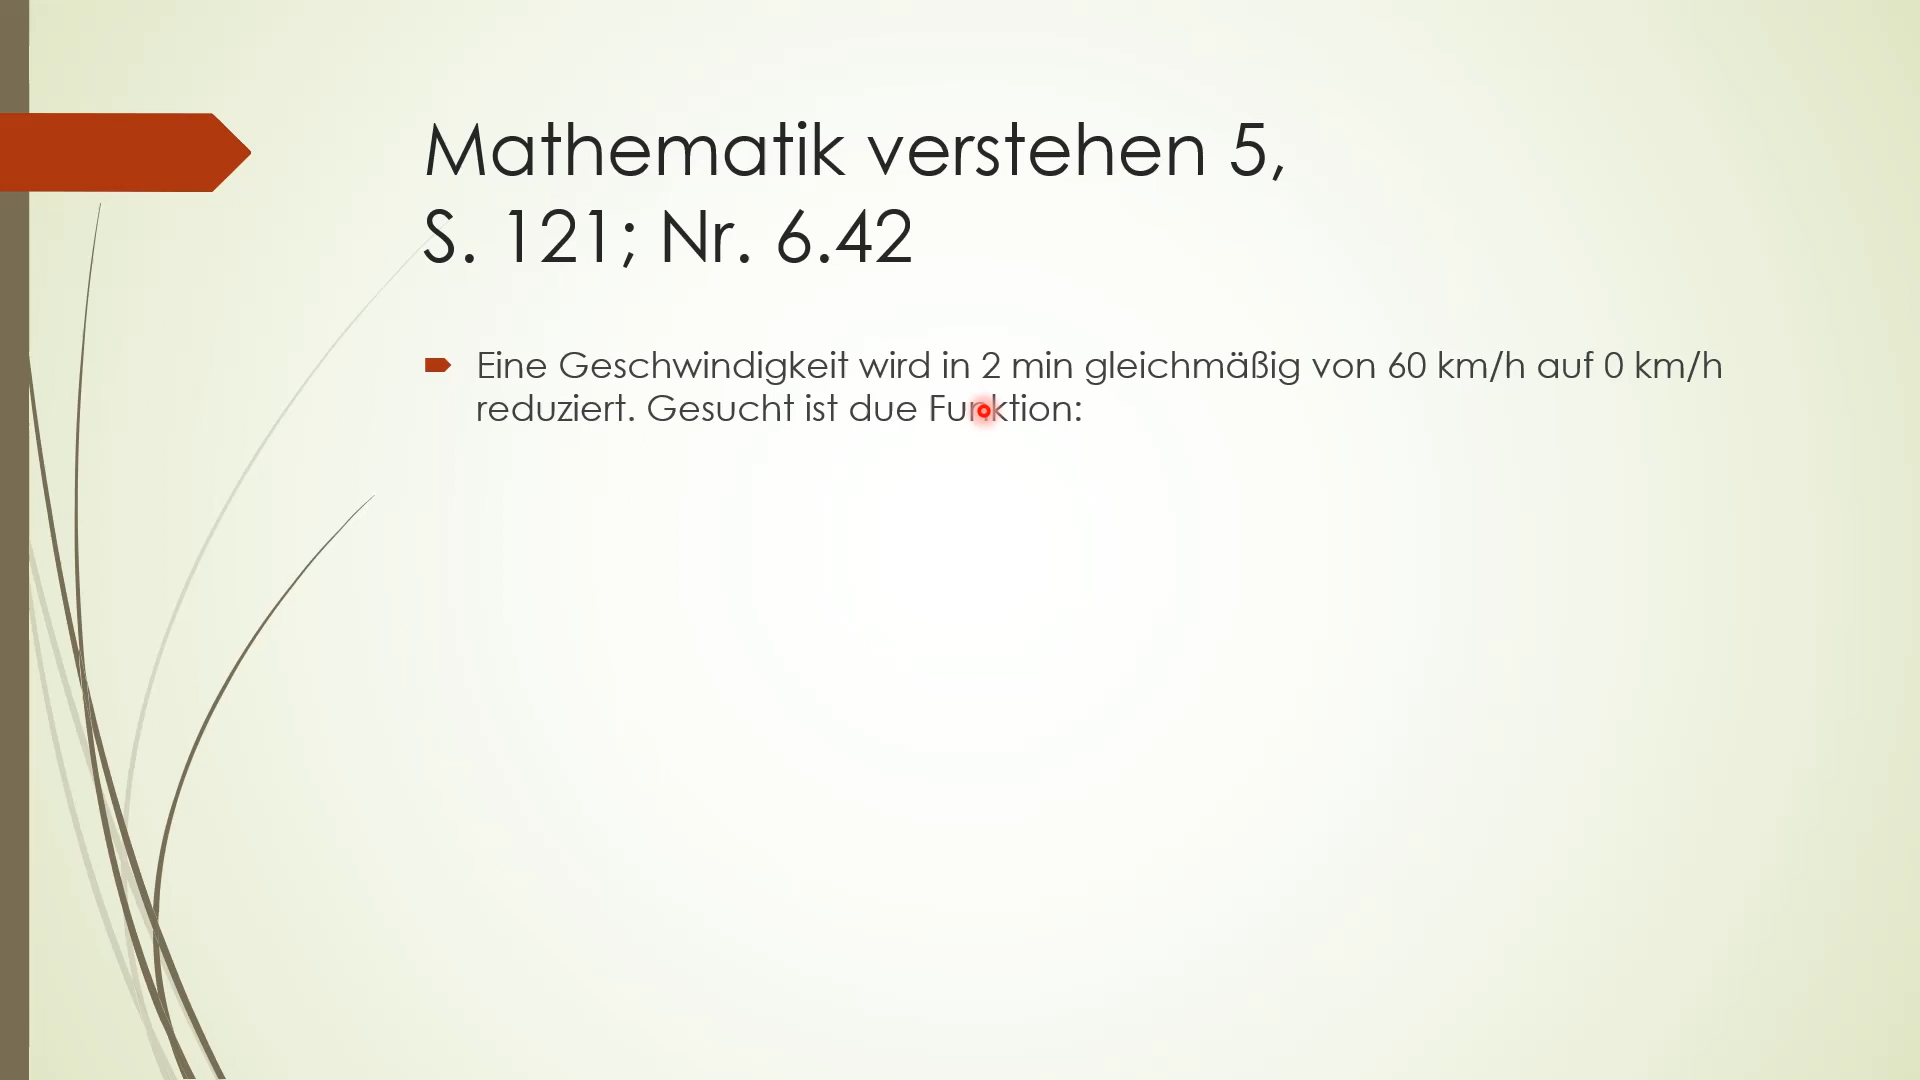 Mathematik verstehen 5,
S. 121; Nr. 6.42
Eine Geschwindigkeit wird in 2 min gleichmäßig von 60 km/h auf 0 km/h
reduziert. Gesucht ist due Funktion: